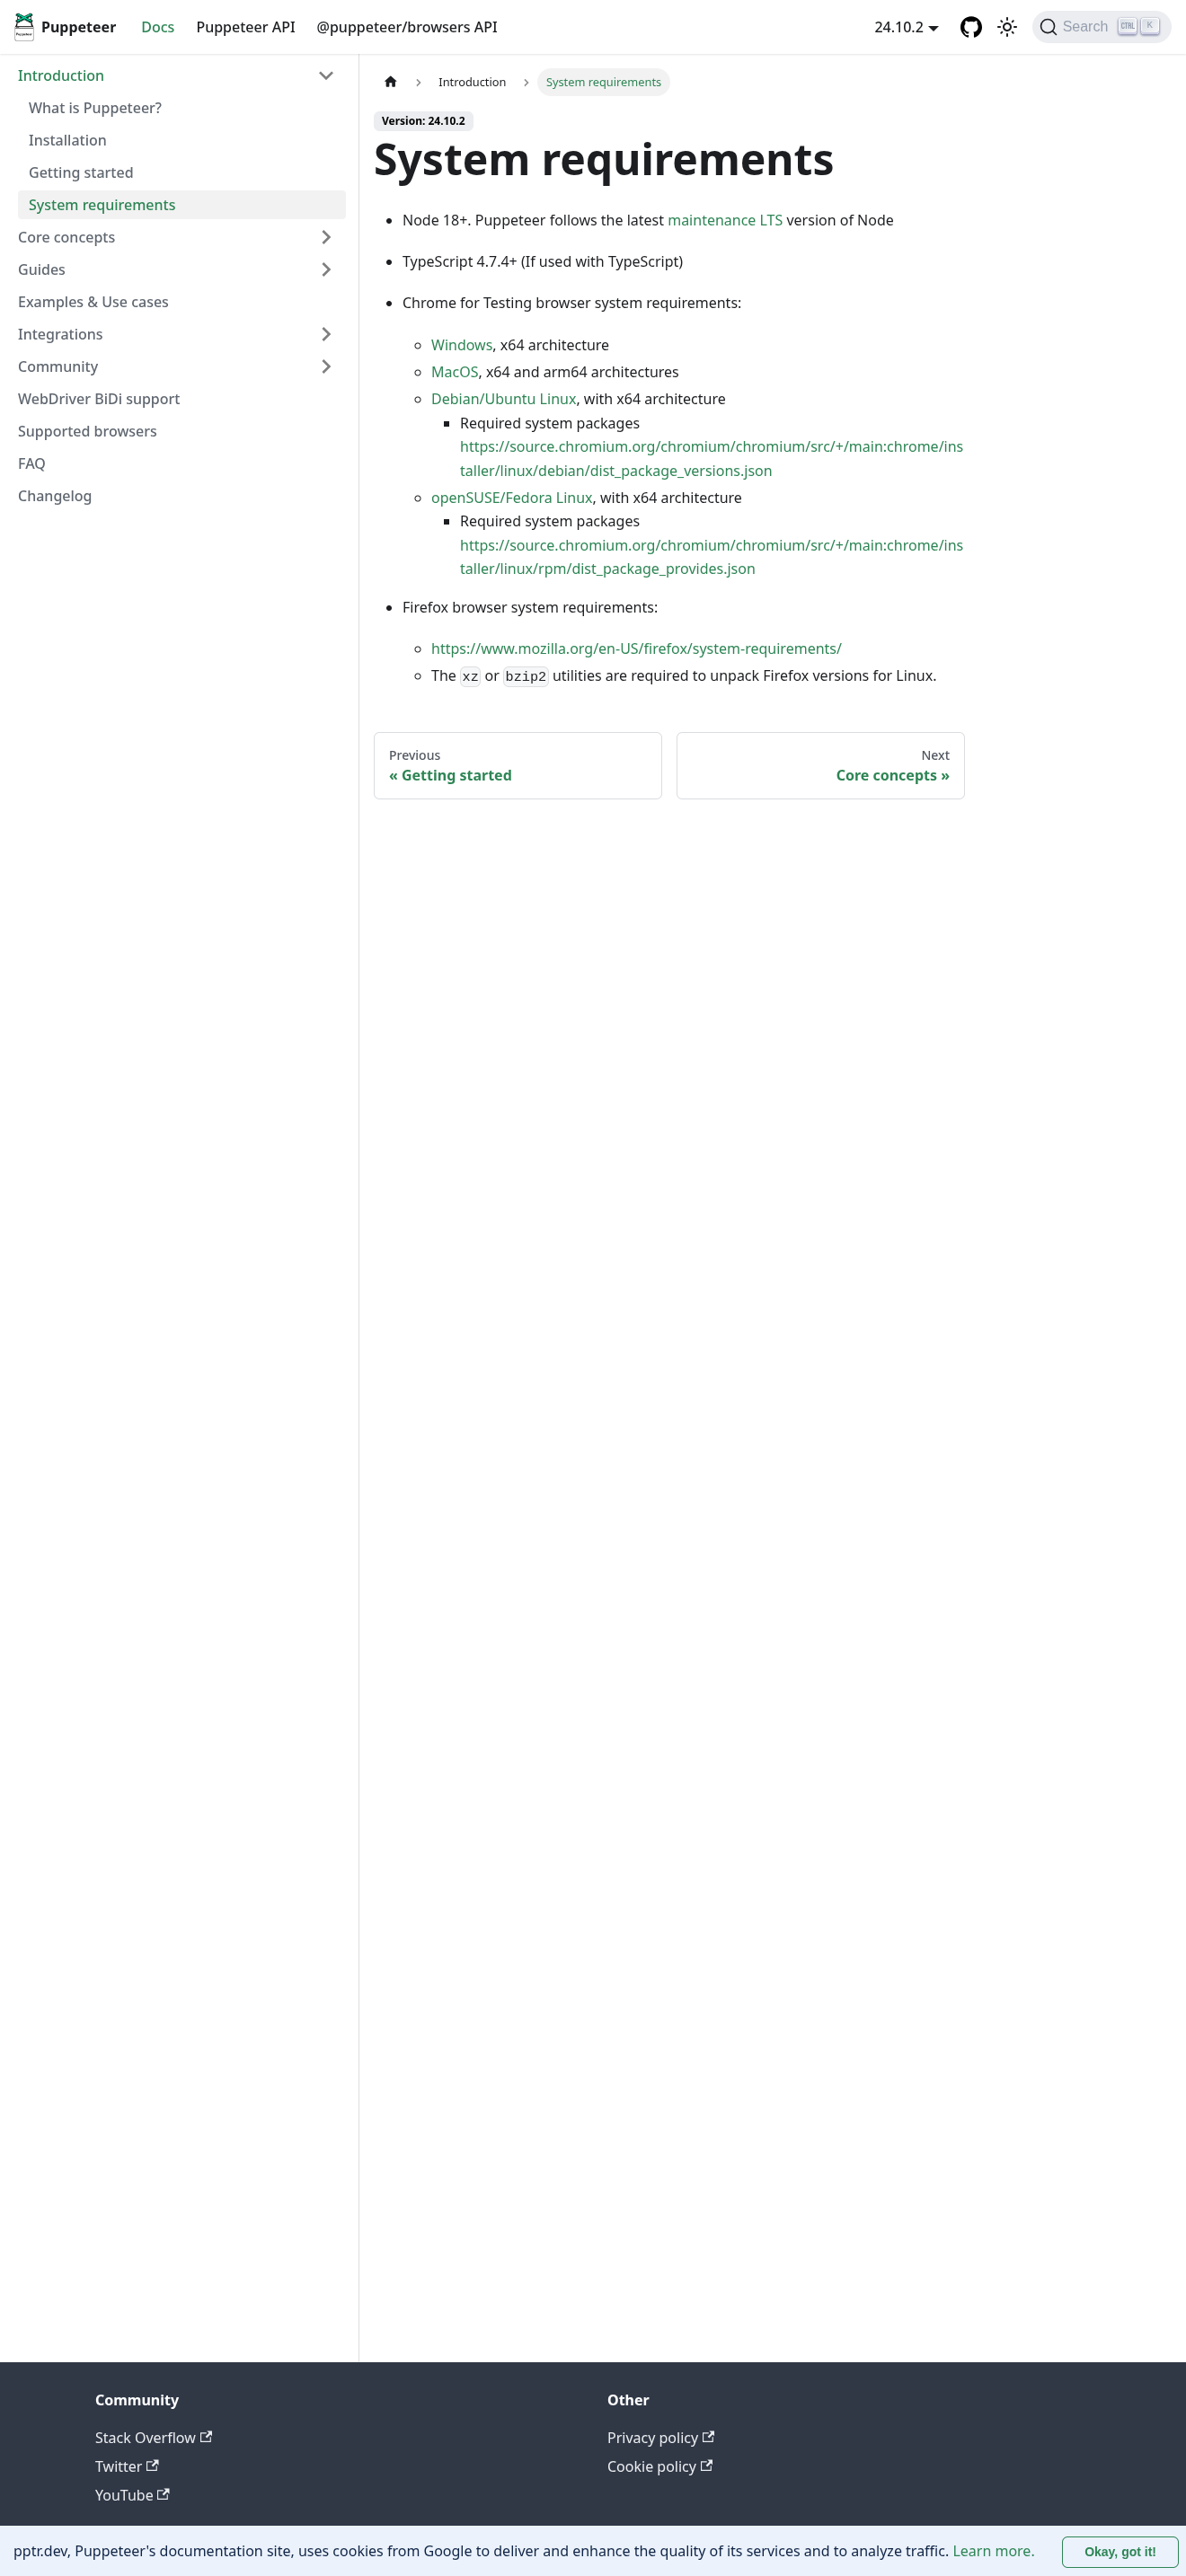 Puppeteer Docs Puppeteer API @puppeteer/browsers API 24.10.2 Search CTRL K
Introduction
What is Puppeteer?
Installation
Getting started
System requirements
Core concepts
Guides
Examples & Use cases
Integrations
Community
WebDriver BiDi support
Supported browsers
FAQ
Changelog
Introduction System requirements
Version: 24.10.2
System requirements
Node 18+. Puppeteer follows the latest maintenance LTS version of Node
TypeScript 4.7.4+ (If used with TypeScript)
Chrome for Testing browser system requirements:
Windows, x64 architecture
MacOS, x64 and arm64 architectures
Debian/Ubuntu Linux, with x64 architecture
Required system packages
https://source.chromium.org/chromium/chromium/src/+/main:chrome/ins
taller/linux/debian/dist_package_versions.json
openSUSE/Fedora Linux, with x64 architecture
Required system packages
https://source.chromium.org/chromium/chromium/src/+/main:chrome/ins
taller/linux/rpm/dist_package_provides.json
Firefox browser system requirements:
https://www.mozilla.org/en-US/firefox/system-requirements/
The xz or bzip2 utilities are required to unpack Firefox versions for Linux.
Previous
« Getting started
Next
Core concepts »
Community
Stack Overflow
Twitter
YouTube
Other
Privacy policy
Cookie policy
pptr.dev, Puppeteer's documentation site, uses cookies from Google to deliver and enhance the quality of its services and to analyze traffic. Learn more. Okay, got it!